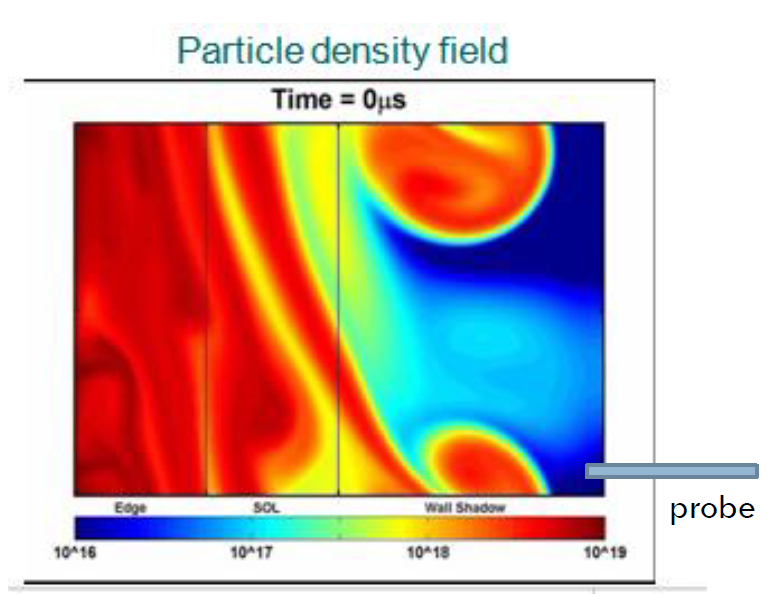 Particle density field
Time = 0μs
Edge SOL Wall Shadow
10^16 10^17 10^18 10^19
probe